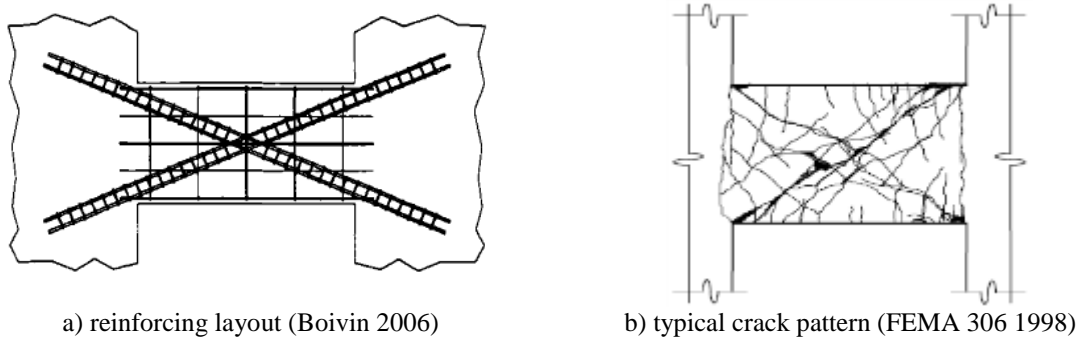 a) reinforcing layout (Boivin 2006)
b) typical crack pattern (FEMA 306 1998)